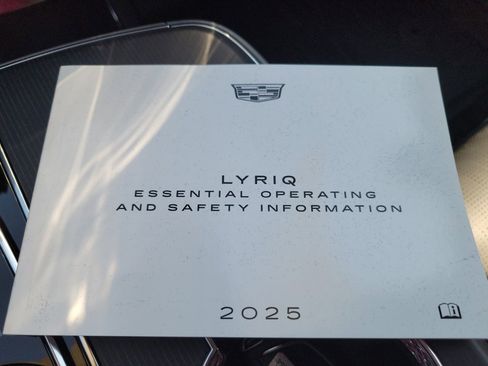 LYRIQ
ESSENTIAL OPERATING
AND SAFETY INFORMATION
2025